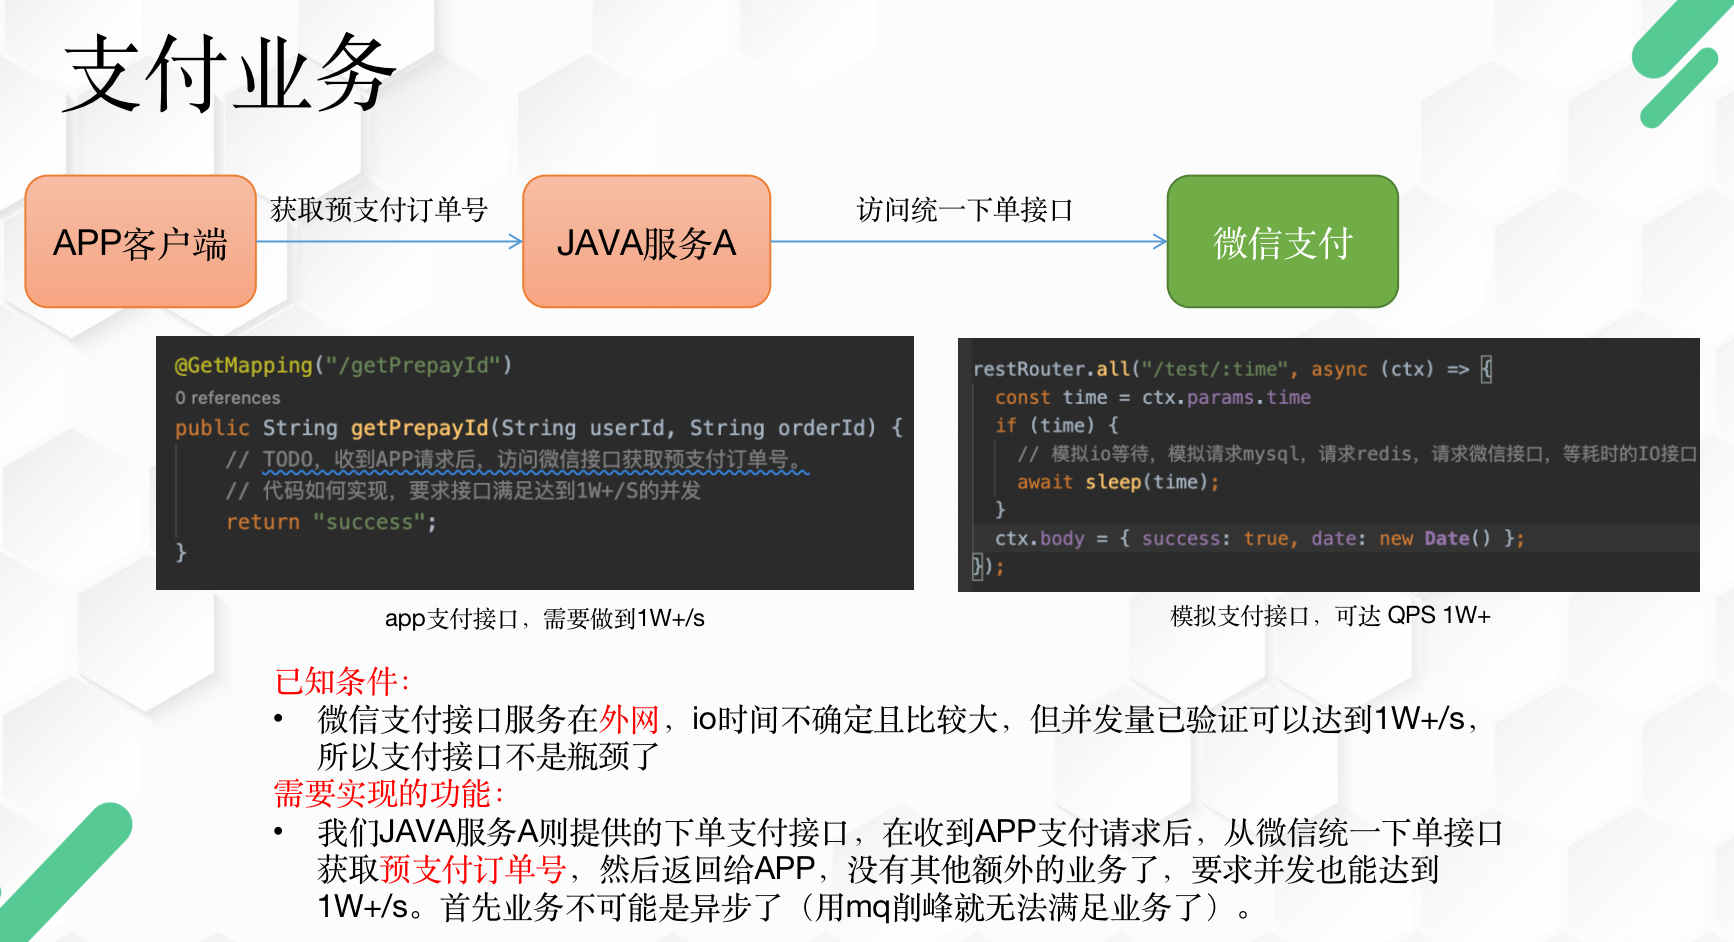 支付业务
APP客户端
获取预支付订单号
JAVA服务A
访问统一下单接口
微信支付
@GetMapping("/getPrepayId")
0 references
public String getPrepayId(String userId, String orderId) {
// TODO，收到APP请求后，访问微信接口获取预支付订单号。
// 代码如何实现，要求接口满足达到1W+/S的并发
return "success";
}
app支付接口，需要做到1W+/s
restRouter.all("/test/:time", async (ctx) => {
const time = ctx.params.time
if (time) {
// 模拟io等待，模拟请求mysql，请求redis，请求微信接口，等耗时的IO接口
await sleep(time);
}
ctx.body = { success: true, date: new Date() };
});
模拟支付接口，可达 QPS 1W+
已知条件：
• 微信支付接口服务在外网，io时间不确定且比较大，但并发量已验证可以达到1W+/s，
所以支付接口不是瓶颈了
需要实现的功能：
• 我们JAVA服务A则提供的下单支付接口，在收到APP支付请求后，从微信统一下单接口
获取预支付订单号，然后返回给APP，没有其他额外的业务了，要求并发也能达到
1W+/s。首先业务不可能是异步了（用mq削峰就无法满足业务了）。